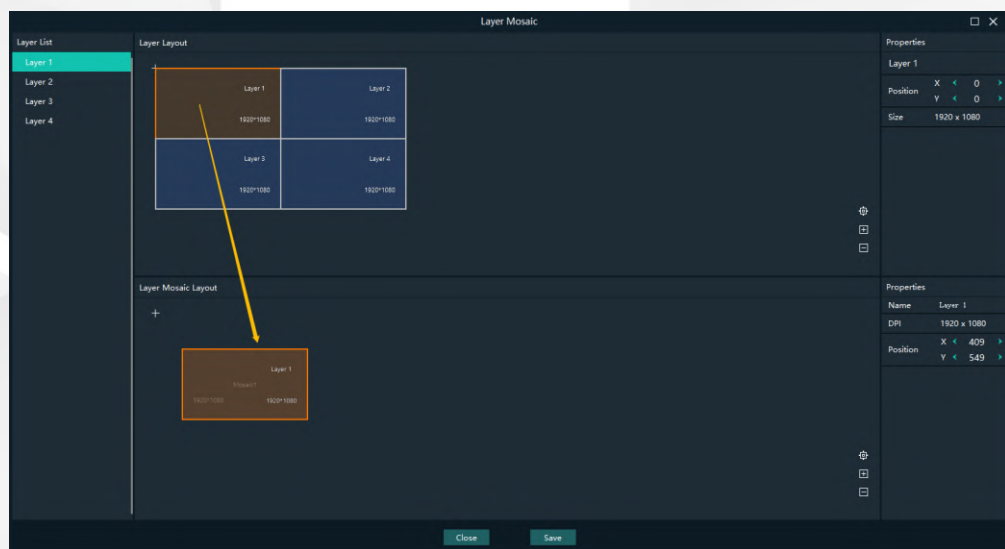 Layer Mosaic
Layer List
Layer 1
Layer 2
Layer 3
Layer 4
Layer Layout
Layer 1
1920*1080
Layer 2
1920*1080
Layer 3
1920*1080
Layer 4
1920*1080
Properties
Layer 1
Position
X 0
Y 0
Size 1920 x 1080
Layer Mosaic Layout
Layer 1
Mosaic1
1920*1080
1920*1080
Properties
Name Layer 1
DPI 1920 x 1080
Position
X 409
Y 549
Close
Save